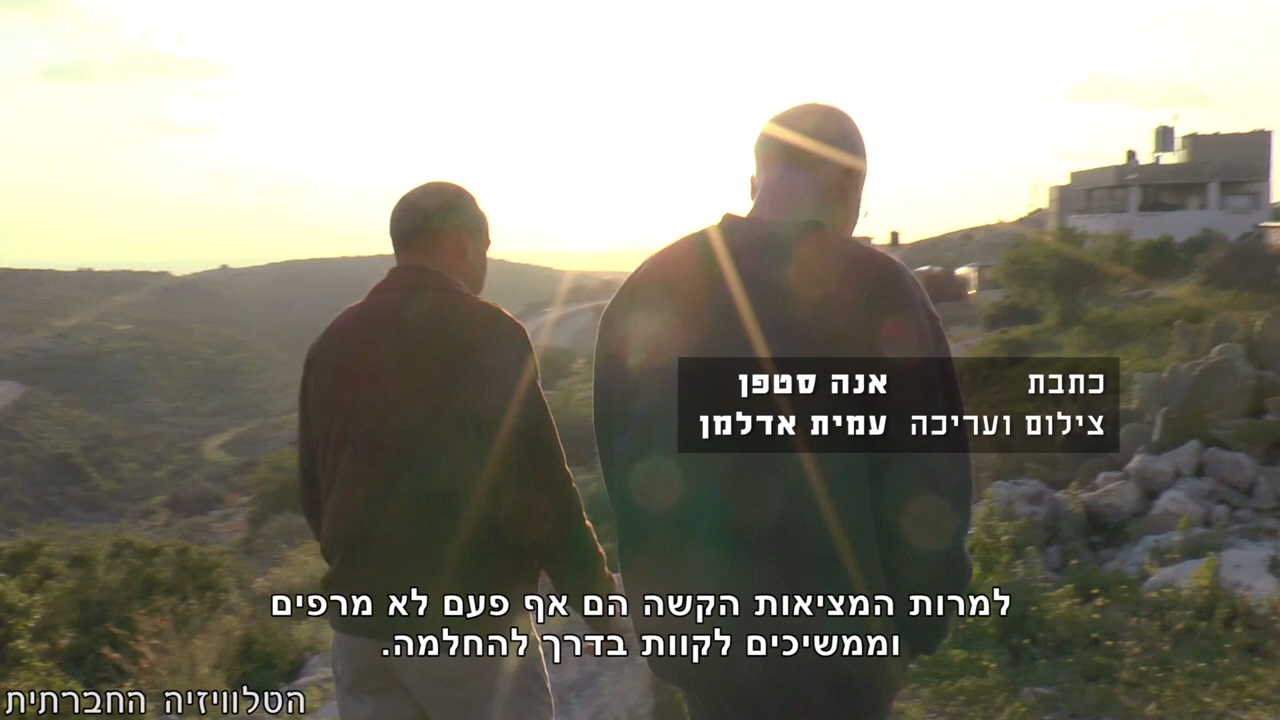 כתבת אנה סטפן
צילום ועריכה עמית אדלמן
למרות המציאות הקשה הם אף פעם לא מרפים
וממשיכים לקוות בדרך להחלמה.
הטלוויזיה החברתית